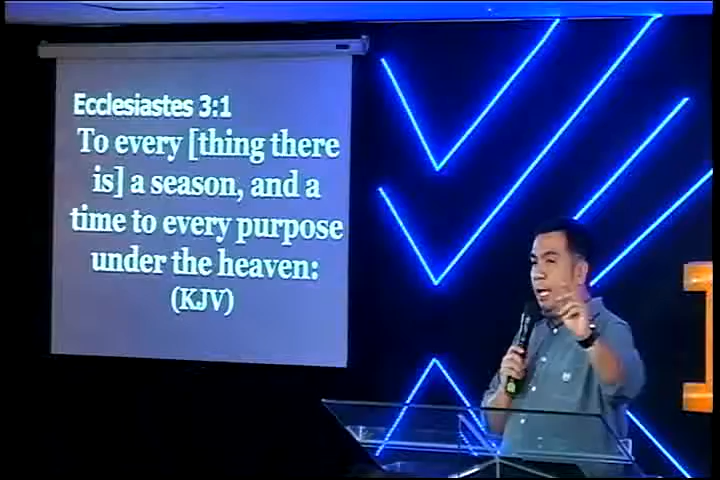 Ecclesiastes 3:1
To every [thing there
is] a season, and a
time to every purpose
under the heaven:
(KJV)